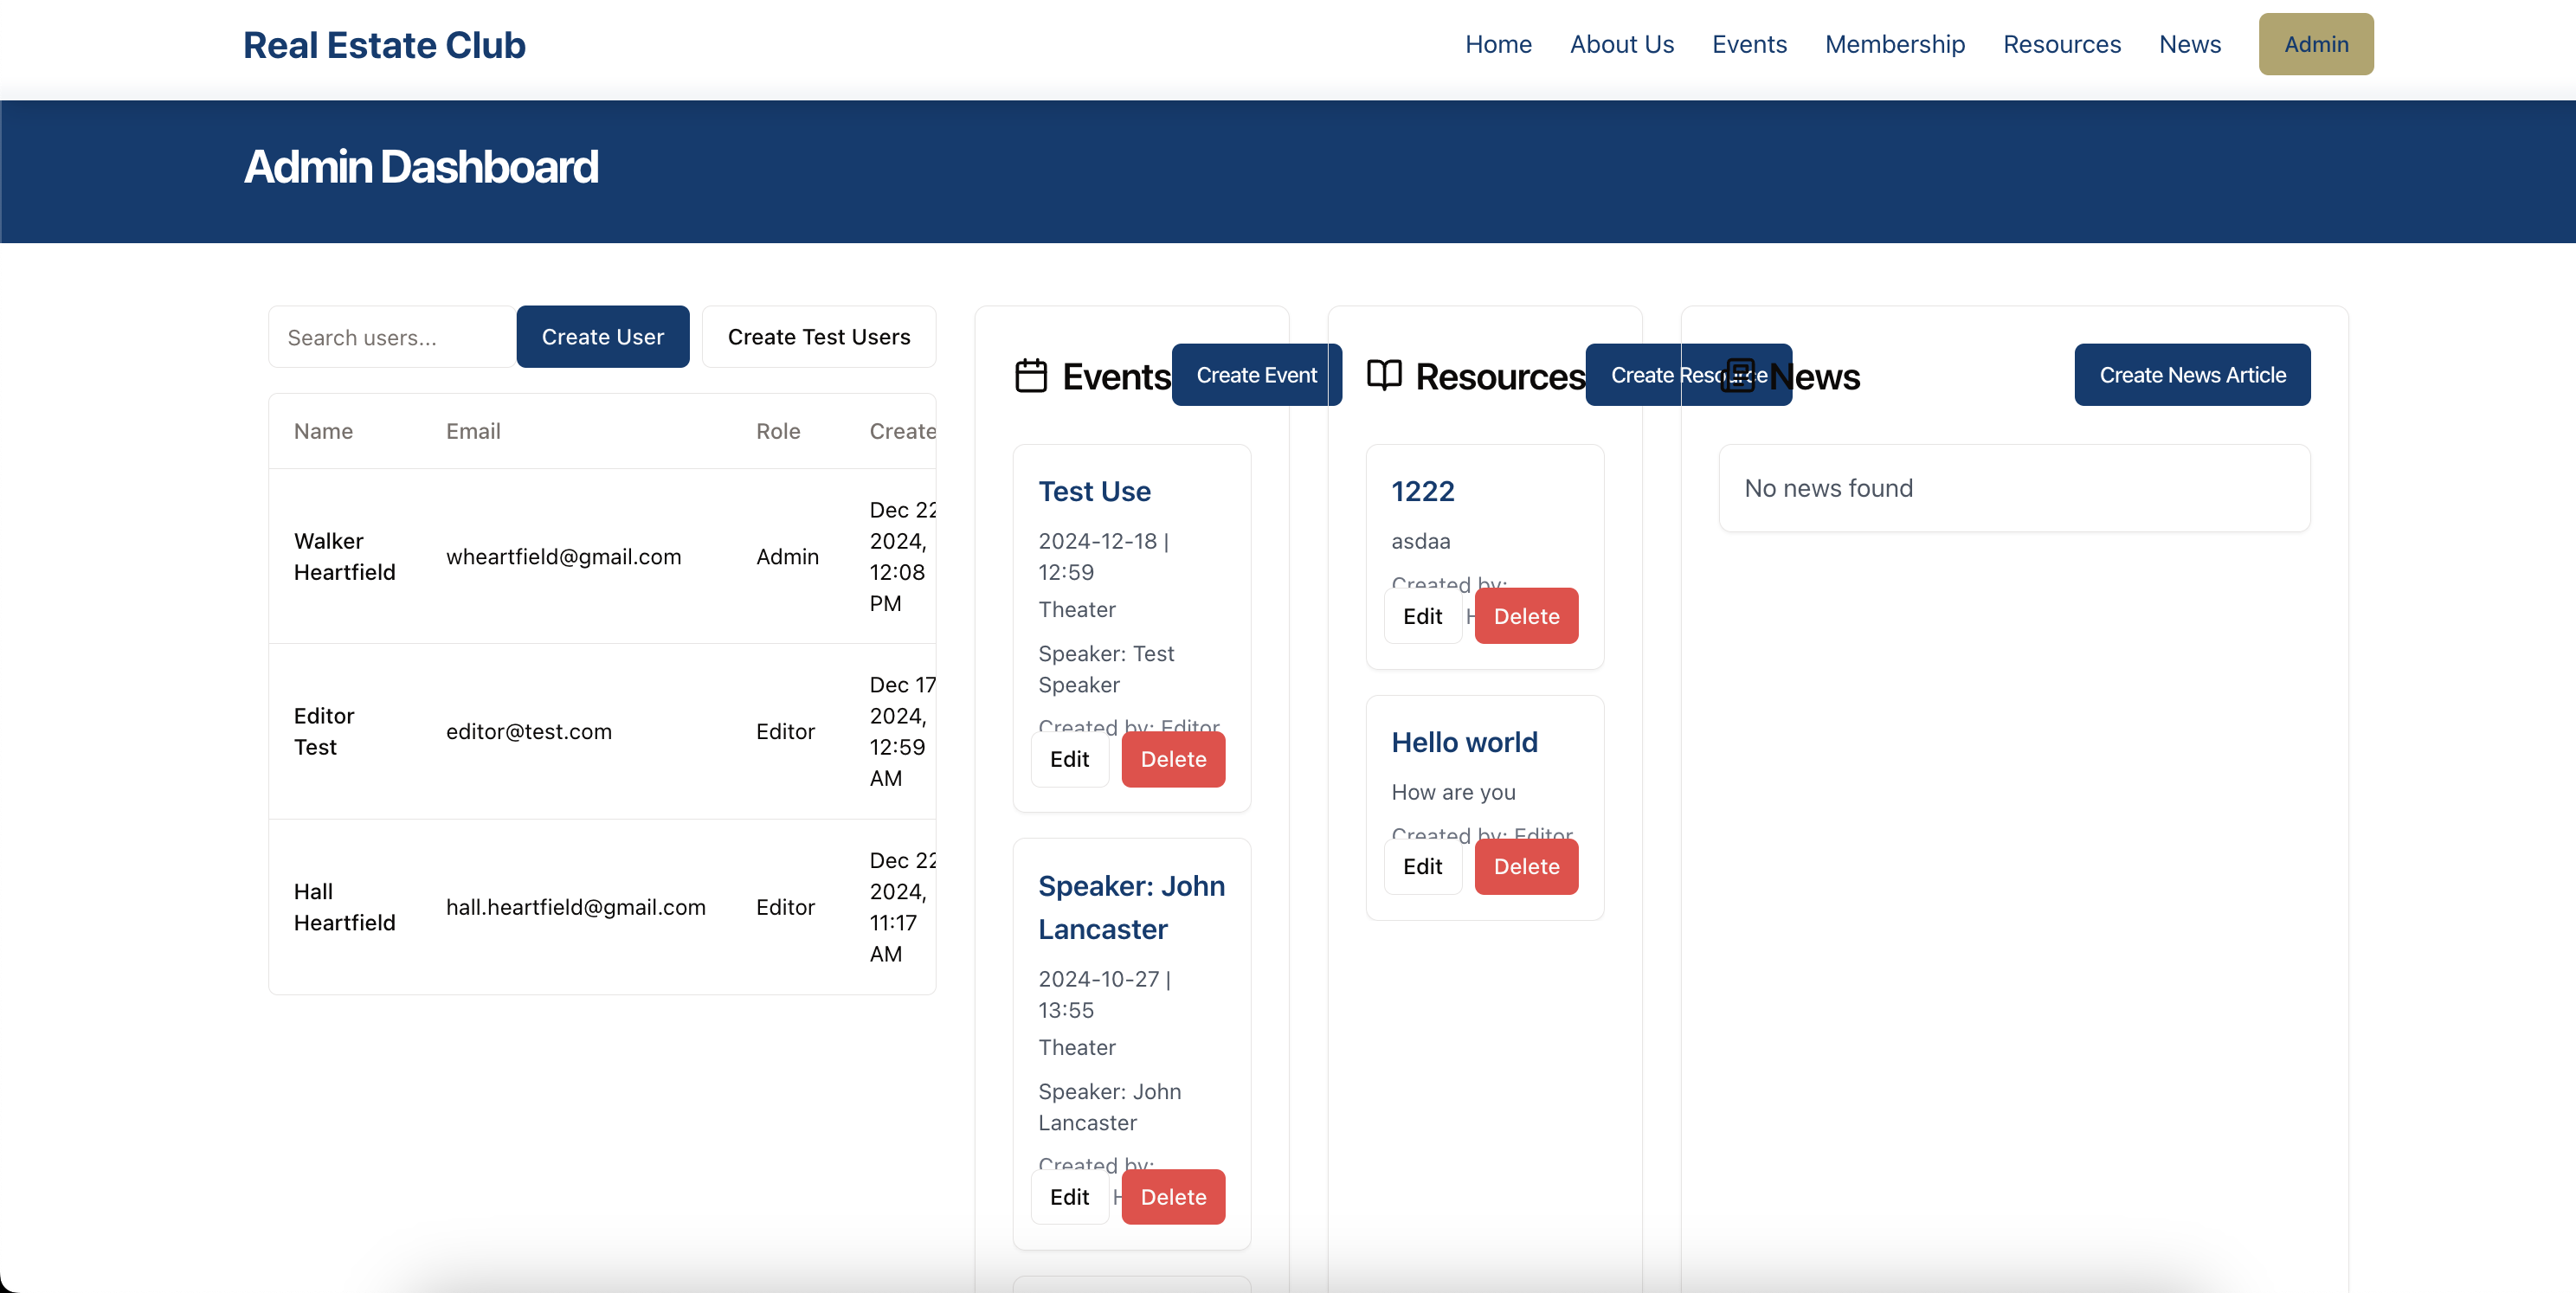 Real Estate Club
Home About Us Events Membership Resources News Admin
Admin Dashboard
Search users...
Create User
Create Test Users
Name Email Role Create
Walker
Heartfield
wheartfield@gmail.com
Admin
Dec 22
2024,
12:08
PM
Editor
Test
editor@test.com
Editor
Dec 17
2024,
12:59
AM
Hall
Heartfield
hall.heartfield@gmail.com
Editor
Dec 22
2024,
11:17
AM
Events
Create Event
Test Use
2024-12-18 |
12:59
Theater
Speaker: Test
Speaker
Created by: Editor
Edit
Delete
Speaker: John
Lancaster
2024-10-27 |
13:55
Theater
Speaker: John
Lancaster
Created by:
H
Edit
Delete
Resources
Create Resource
1222
asdaa
Created by:
H
Edit
Delete
Hello world
How are you
Created by: Editor
Edit
Delete
News
Create News Article
No news found